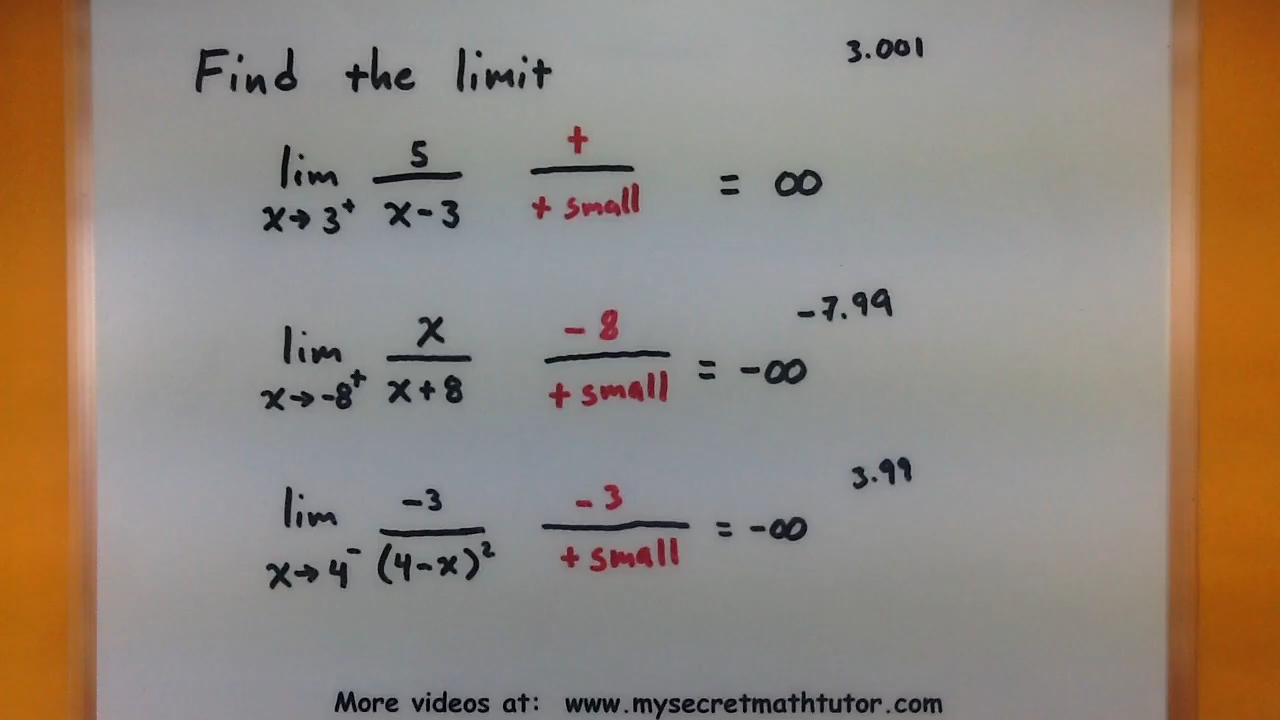 Find the limit 3.001
lim 5 +
x→3⁺ x-3 + small = ∞
-7.99
lim x -8
x→-8⁺ x+8 + small = -∞
3.99
lim -3 -3
x→4⁻ (4-x)² + small = -∞
More videos at: www.mysecretmathtutor.com